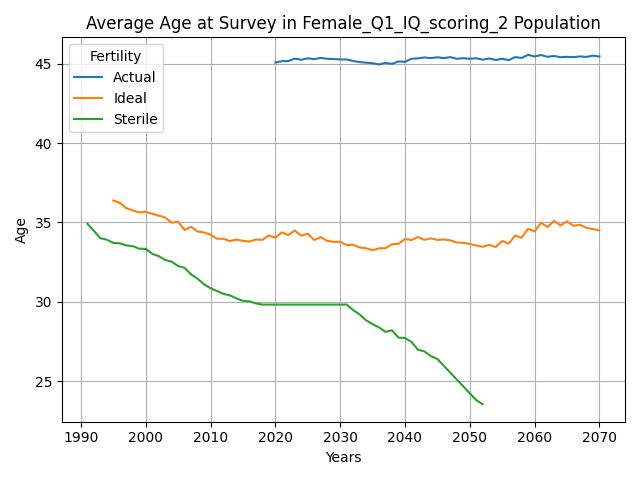 Average Age at Survey in Female_Q1_IQ_scoring_2 Population
Fertility
Actual
Ideal
Sterile
Age
45
40
35
30
25
1990 2000 2010 2020 2030 2040 2050 2060 2070
Years